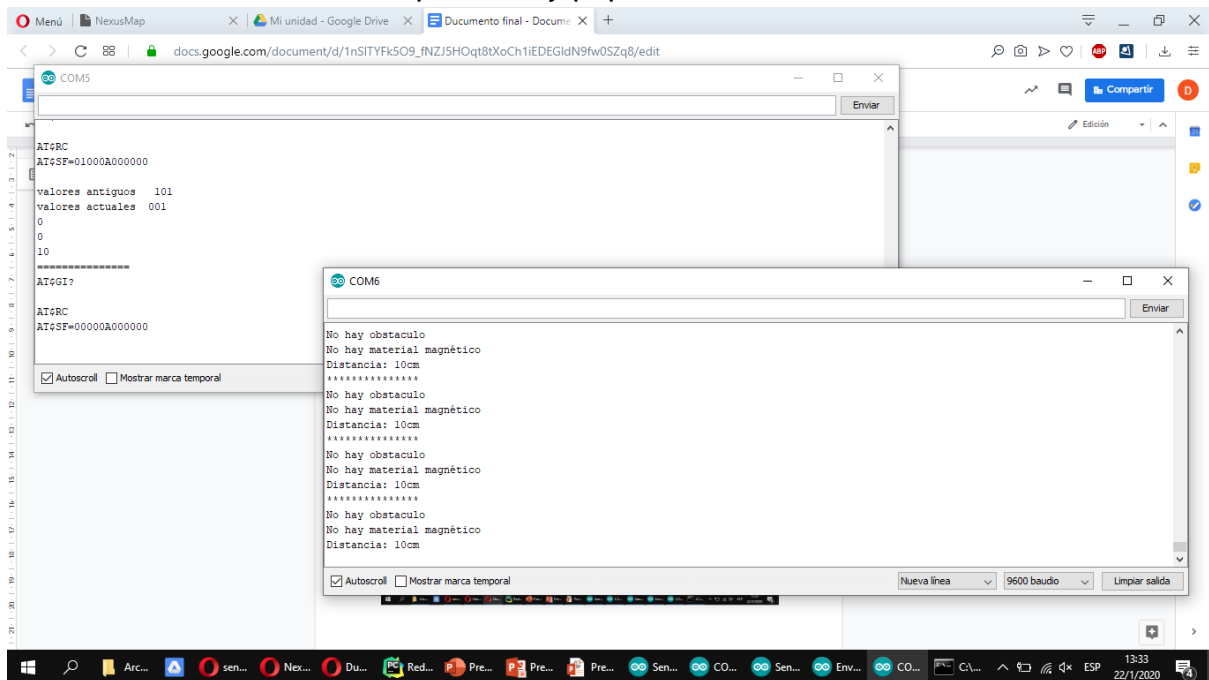 Menú
NexusMap
Mi unidad - Google Drive
Ducumento final - Docume
docs.google.com/document/d/1nSlTYFk5O9_fNZJ5HOqt8tXoCh1iEDEGldN9fw0SZq8/edit
ABP
COM5
Enviar
Compartir
D
Edición
AT$RC
AT$SF=01000A000000
valores antiguos   101
valores actuales  001
0
0
10
===============
AT$GI?
AT$RC
AT$SF=00000A000000
Autoscroll
Mostrar marca temporal
COM6
Enviar
No hay obstaculo
No hay material magnético
Distancia: 10cm
***************
No hay obstaculo
No hay material magnético
Distancia: 10cm
***************
No hay obstaculo
No hay material magnético
Distancia: 10cm
***************
No hay obstaculo
No hay material magnético
Distancia: 10cm
Autoscroll
Mostrar marca temporal
Nueva línea
9600 baudio
Limpiar salida
Arc...
sen...
Nex...
Du...
Red...
Pre...
Pre...
Pre...
Sen...
CO...
Sen...
Env...
CO...
C:\...
ESP
13:33
22/1/2020
4